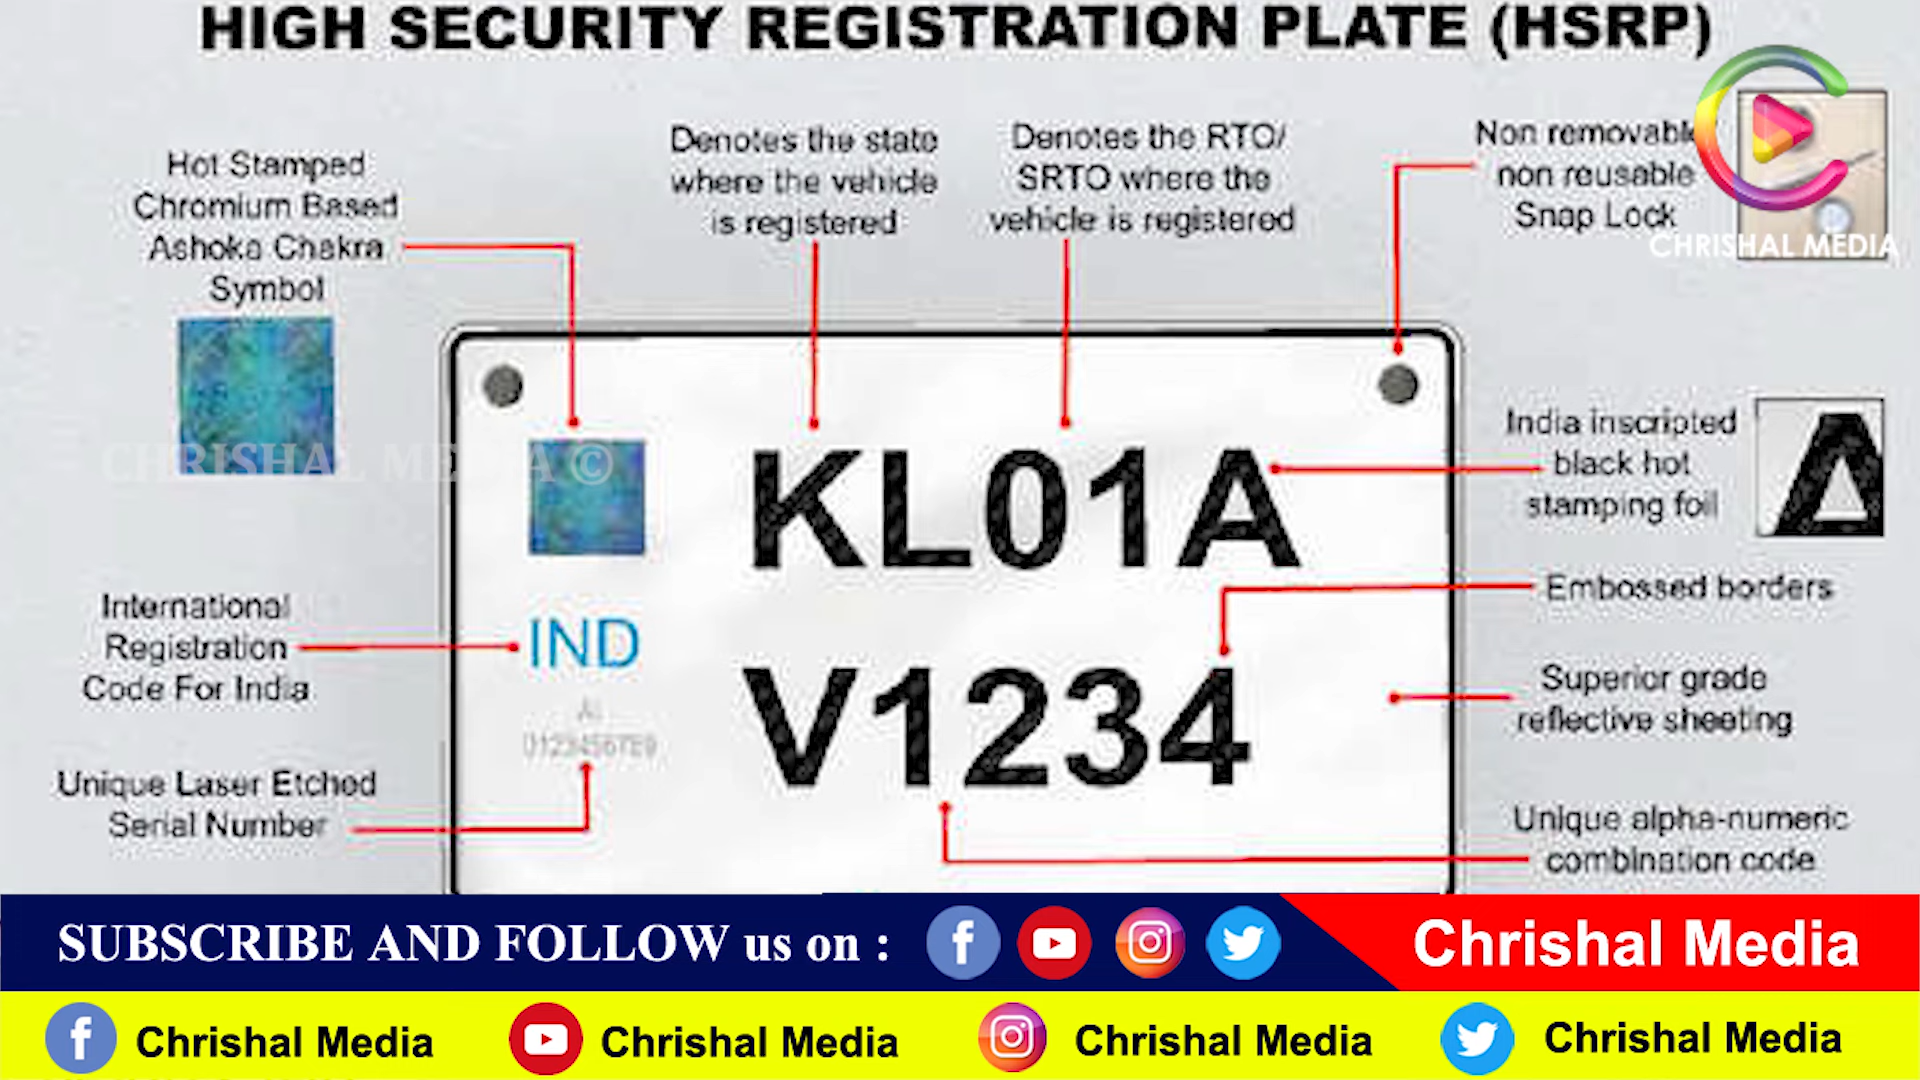 HIGH SECURITY REGISTRATION PLATE (HSRP)
Hot Stamped
Chromium Based
Ashoka Chakra
Symbol
Denotes the state
where the vehicle
is registered
Denotes the RTO/
SRTO where the
vehicle is registered
Non removable
non reusable
Snap Lock
CHRISHAL MEDIA
CHRISHAL MEDIA ©
KL01A
India inscripted
black hot
stamping foil
A
Embossed borders
International
Registration
Code For India
IND
AI
0123456789
V1234
Superior grade
reflective sheeting
Unique Laser Etched
Serial Number
Unique alpha-numeric
combination code
SUBSCRIBE AND FOLLOW us on :
Chrishal Media
Chrishal Media
Chrishal Media
Chrishal Media
Chrishal Media